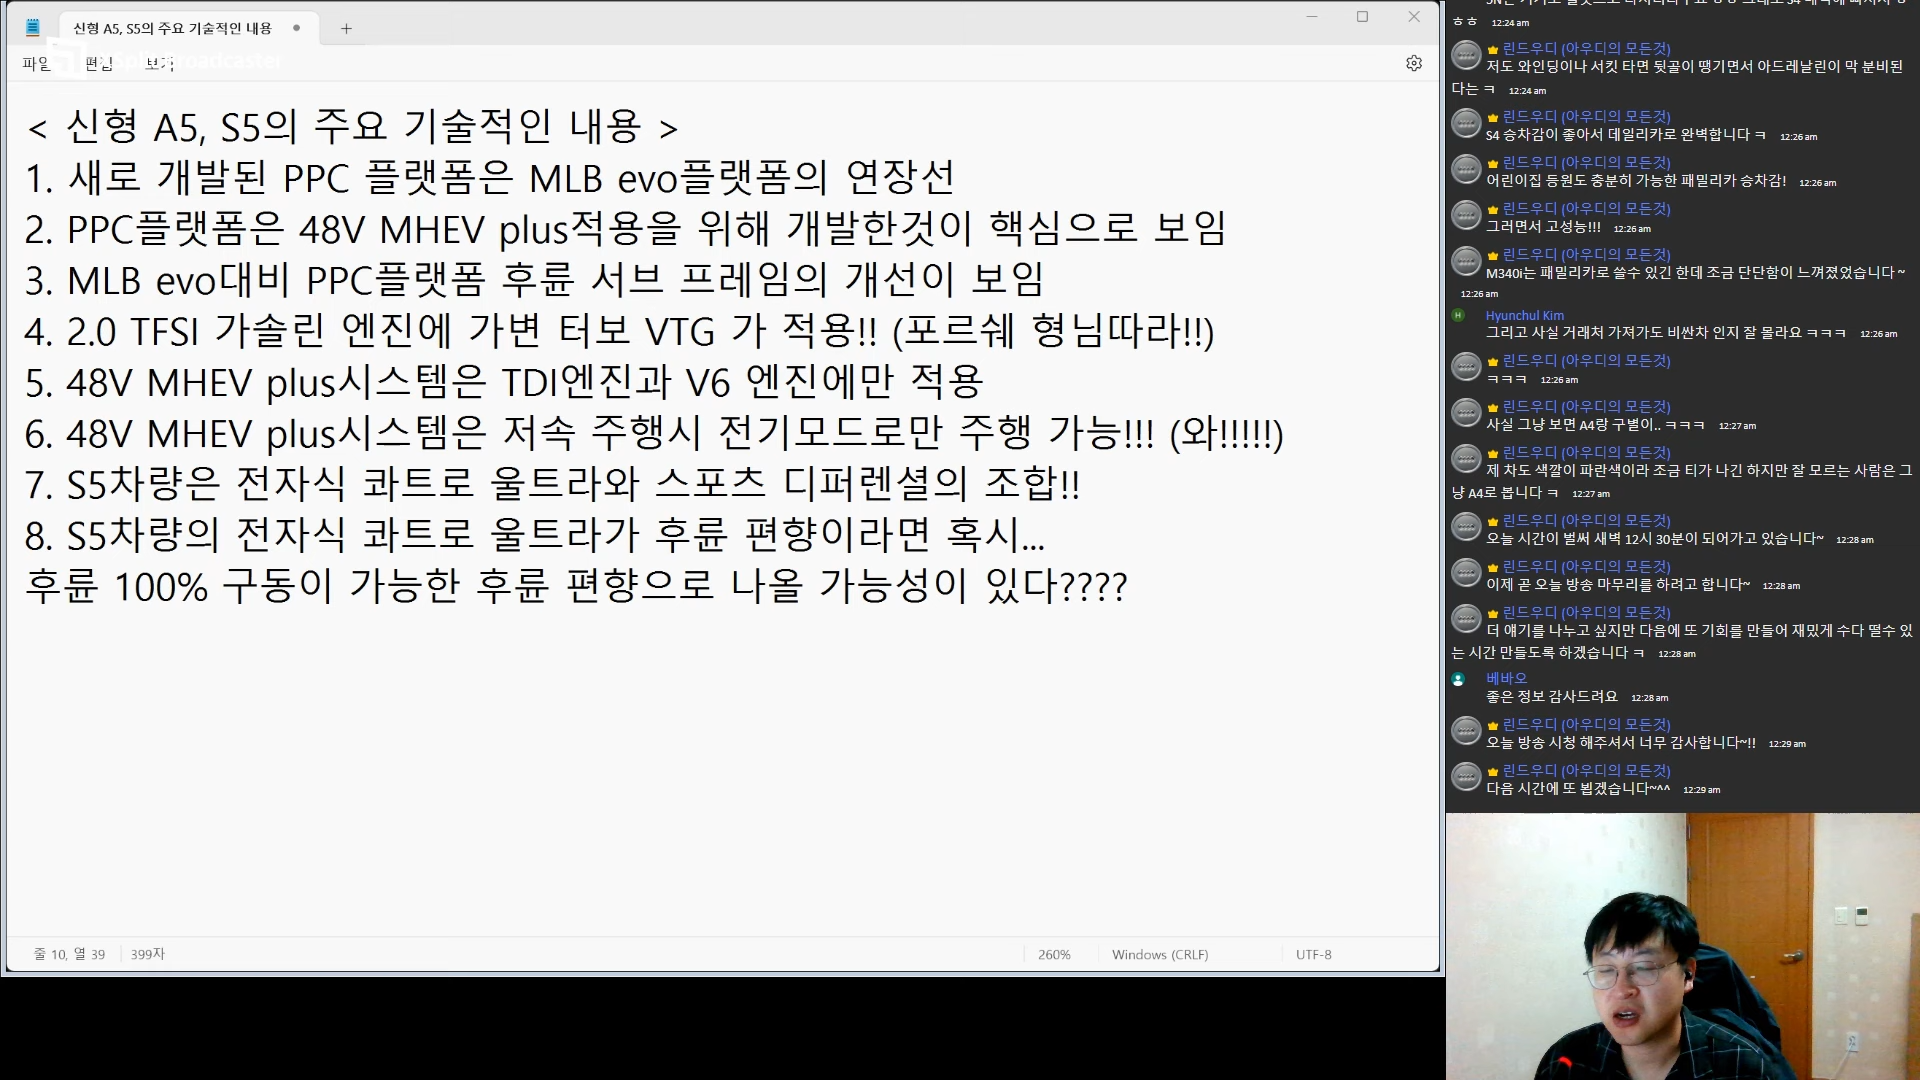 신형 A5, S5의 주요 기술적인 내용
파일 편집 보기
< 신형 A5, S5의 주요 기술적인 내용 >
1. 새로 개발된 PPC 플랫폼은 MLB evo플랫폼의 연장선
2. PPC플랫폼은 48V MHEV plus적용을 위해 개발한것이 핵심으로 보임
3. MLB evo대비 PPC플랫폼 후륜 서브 프레임의 개선이 보임
4. 2.0 TFSI 가솔린 엔진에 가변 터보 VTG 가 적용!! (포르쉐 형님따라!!)
5. 48V MHEV plus시스템은 TDI엔진과 V6 엔진에만 적용
6. 48V MHEV plus시스템은 저속 주행시 전기모드로만 주행 가능!!! (와!!!!!)
7. S5차량은 전자식 콰트로 울트라와 스포츠 디퍼렌셜의 조합!!
8. S5차량의 전자식 콰트로 울트라가 후륜 편향이라면 혹시...
후륜 100% 구동이 가능한 후륜 편향으로 나올 가능성이 있다????
줄 10, 열 39 399자 260% Windows (CRLF) UTF-8
ㅎㅎ 12:24 am
린드우디 (아우디의 모든것)
저도 와인딩이나 서킷 타면 뒷골이 땡기면서 아드레날린이 막 분비된
다는 ㅋ 12:24 am
린드우디 (아우디의 모든것)
S4 승차감이 좋아서 데일리카로 완벽합니다 ㅋ 12:26 am
린드우디 (아우디의 모든것)
어린이집 등원도 충분히 가능한 패밀리카 승차감! 12:26 am
린드우디 (아우디의 모든것)
그러면서 고성능!!! 12:26 am
린드우디 (아우디의 모든것)
M340i는 패밀리카로 쓸수 있긴 한데 조금 단단함이 느껴졌었습니다 ~
12:26 am
H Hyunchul Kim
그리고 사실 거래처 가져가도 비싼차 인지 잘 몰라요 ㅋㅋㅋ 12:26 am
린드우디 (아우디의 모든것)
ㅋㅋㅋ 12:26 am
린드우디 (아우디의 모든것)
사실 그냥 보면 A4랑 구별이.. ㅋㅋㅋ 12:27 am
린드우디 (아우디의 모든것)
제 차도 색깔이 파란색이라 조금 티가 나긴 하지만 잘 모르는 사람은 그
냥 A4로 봅니다 ㅋ 12:27 am
린드우디 (아우디의 모든것)
오늘 시간이 벌써 새벽 12시 30분이 되어가고 있습니다~ 12:28 am
린드우디 (아우디의 모든것)
이제 곧 오늘 방송 마무리를 하려고 합니다~ 12:28 am
린드우디 (아우디의 모든것)
더 얘기를 나누고 싶지만 다음에 또 기회를 만들어 재밌게 수다 떨수 있
는 시간 만들도록 하겠습니다 ㅋ 12:28 am
베바오
좋은 정보 감사드려요 12:28 am
린드우디 (아우디의 모든것)
오늘 방송 시청 해주셔서 너무 감사합니다~!! 12:29 am
린드우디 (아우디의 모든것)
다음 시간에 또 뵙겠습니다~^^ 12:29 am